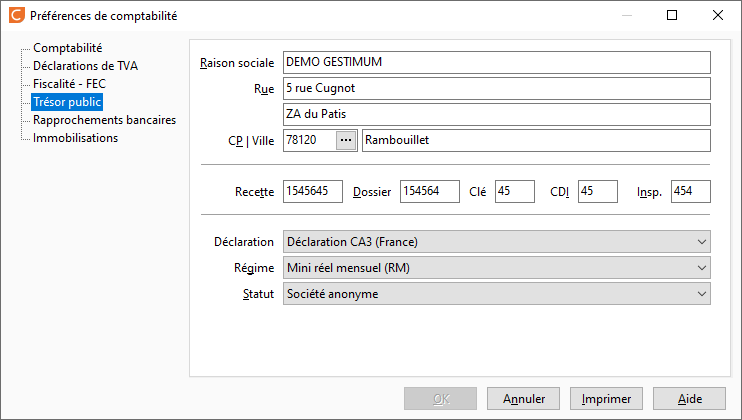 Préférences de comptabilité
Comptabilité
Déclarations de TVA
Fiscalité - FEC
Trésor public
Rapprochements bancaires
Immobilisations
Raison sociale DEMO GESTIMUM
Rue 5 rue Cugnot
ZA du Patis
CP | Ville 78120 ... Rambouillet
Recette 1545645 Dossier 154564 Clé 45 CDI 45 Insp. 454
Déclaration Déclaration CA3 (France)
Régime Mini réel mensuel (RM)
Statut Société anonyme
OK Annuler Imprimer Aide